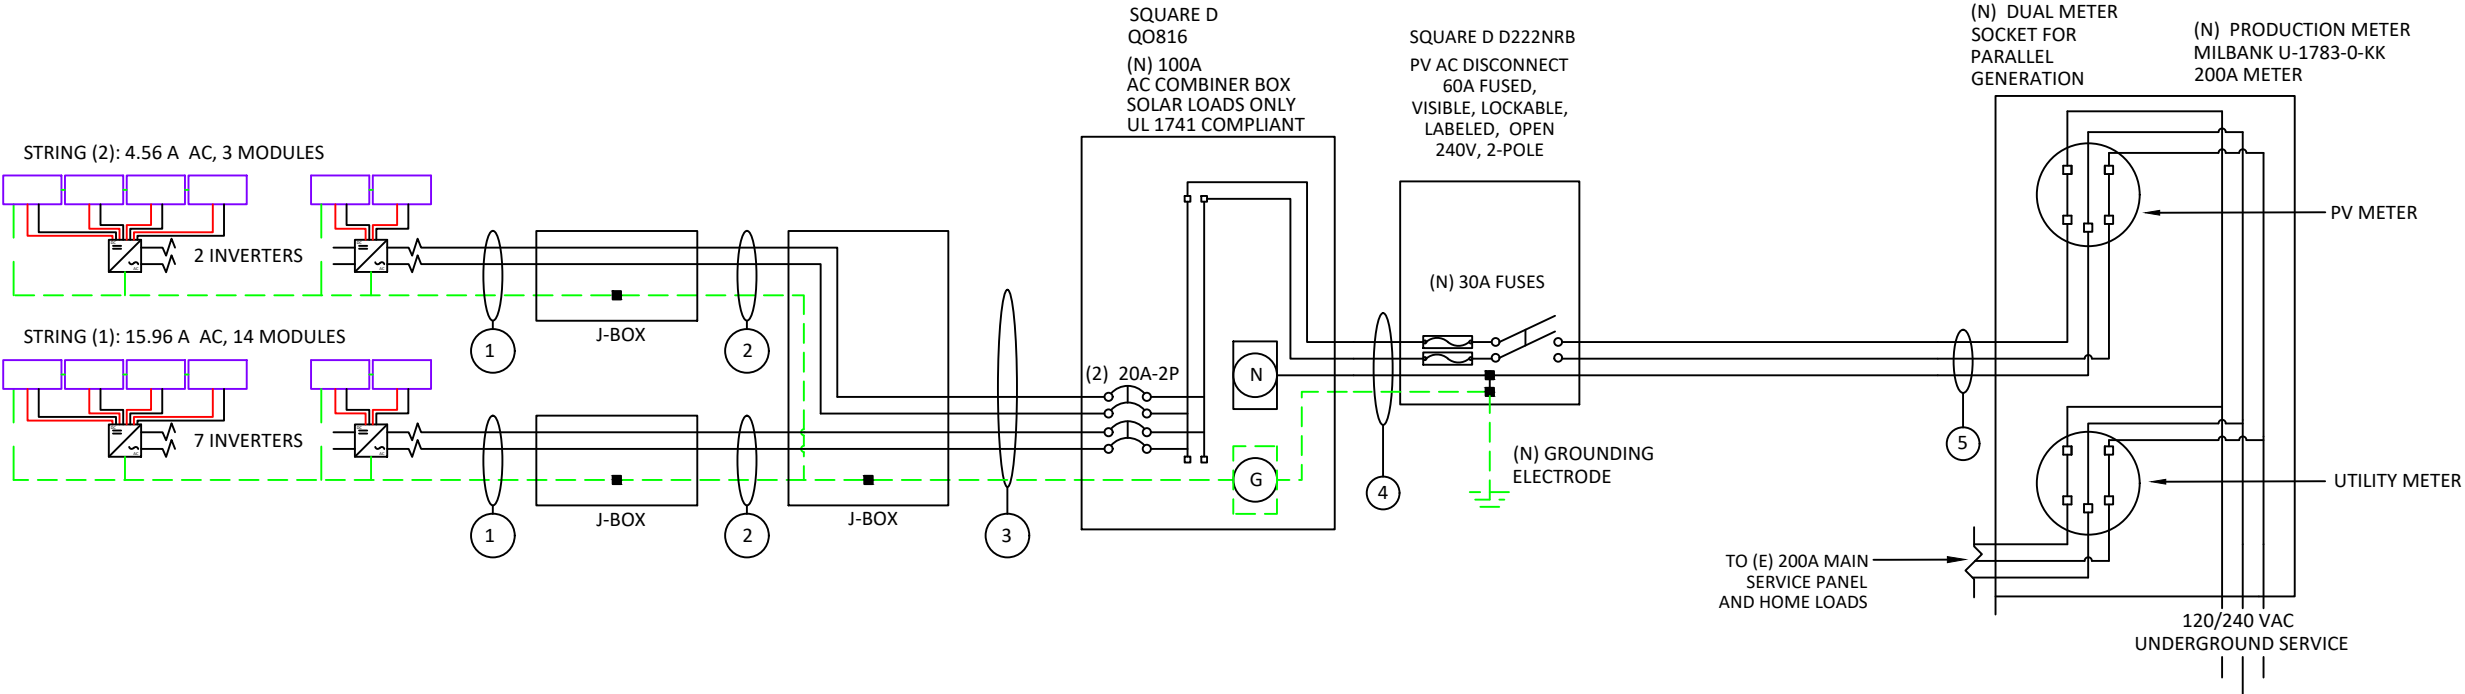 SQUARE D
QO816
(N) 100A
AC COMBINER BOX
SOLAR LOADS ONLY
UL 1741 COMPLIANT
SQUARE D D222NRB
PV AC DISCONNECT
60A FUSED,
VISIBLE, LOCKABLE,
LABELED, OPEN
240V, 2-POLE
(N) DUAL METER
SOCKET FOR
PARALLEL
GENERATION
(N) PRODUCTION METER
MILBANK U-1783-0-KK
200A METER
STRING (2): 4.56 A AC, 3 MODULES
2 INVERTERS
1
J-BOX
2
STRING (1): 15.96 A AC, 14 MODULES
7 INVERTERS
1
J-BOX
2
J-BOX
3
(2) 20A-2P
N
G
4
(N) 30A FUSES
(N) GROUNDING
ELECTRODE
5
PV METER
UTILITY METER
TO (E) 200A MAIN
SERVICE PANEL
AND HOME LOADS
120/240 VAC
UNDERGROUND SERVICE